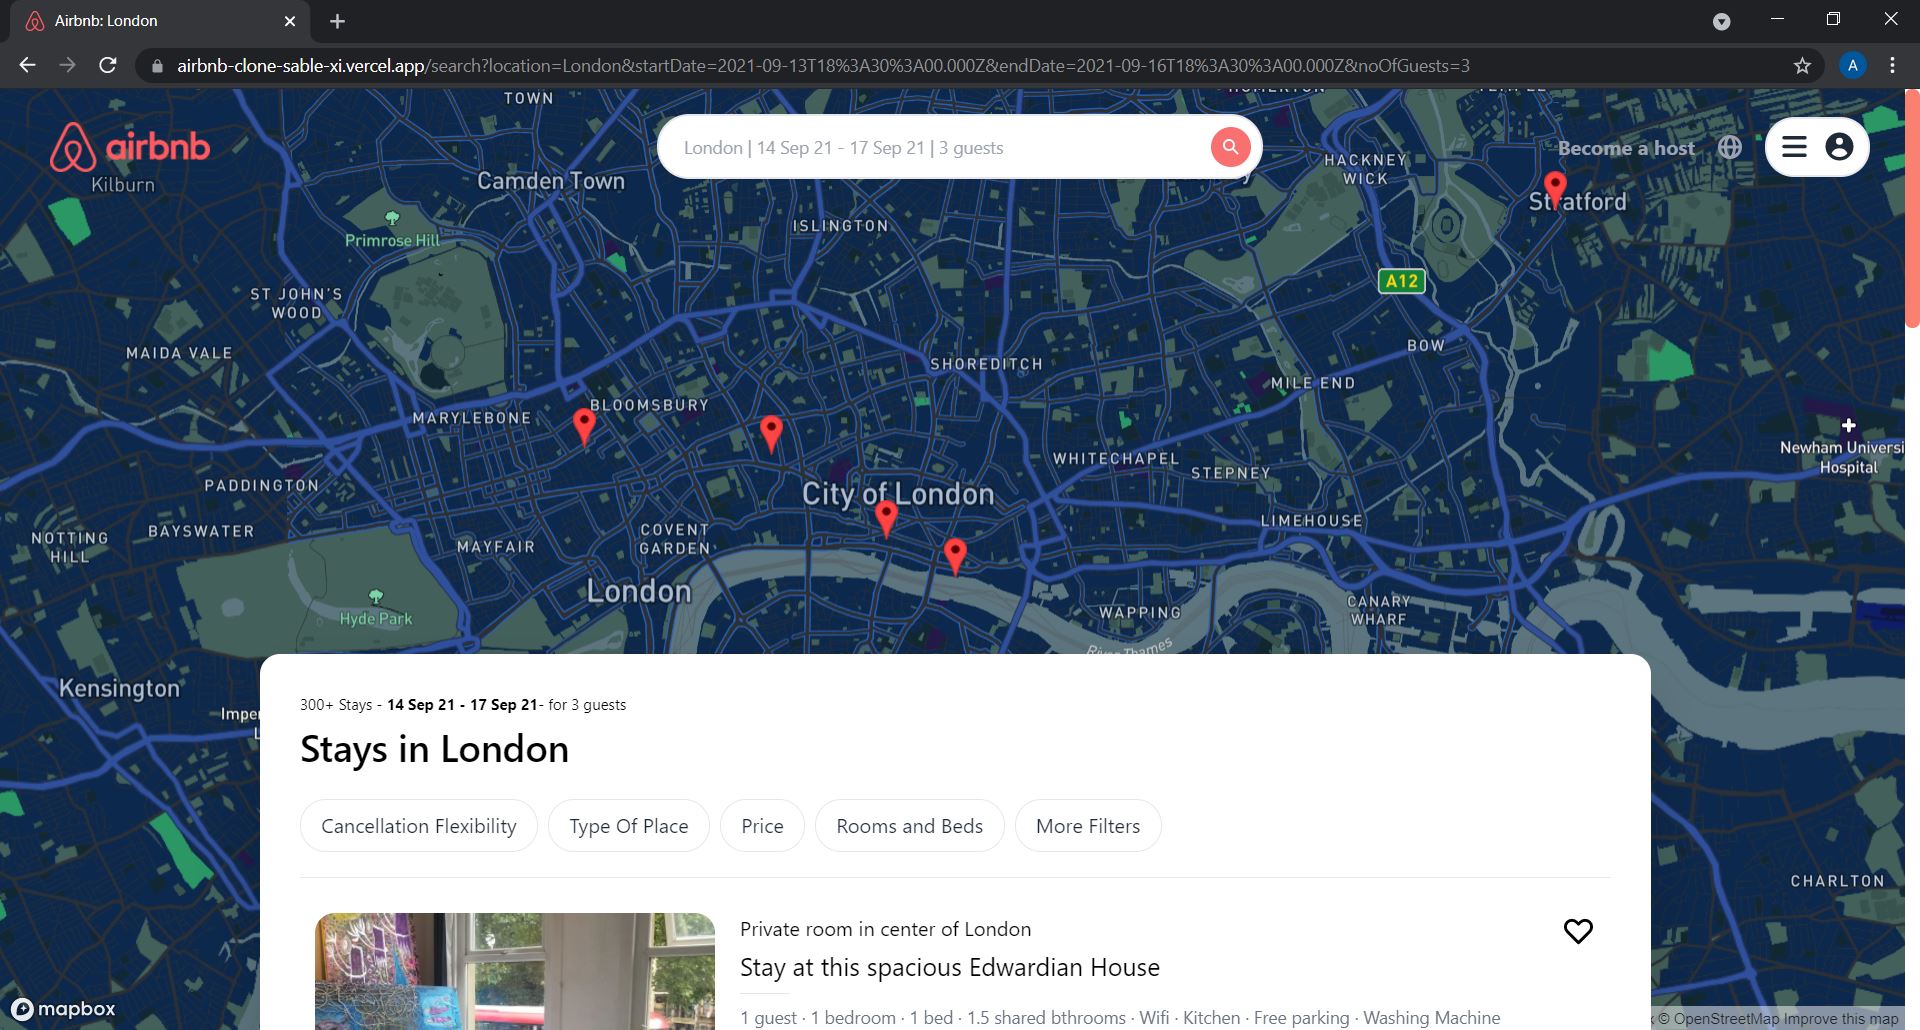 Airbnb: London
airbnb-clone-sable-xi.vercel.app/search?location=London&startDate=2021-09-13T18%3A30%3A00.000Z&endDate=2021-09-16T18%3A30%3A00.000Z&noOfGuests=3
A
TOWN
airbnb
London | 14 Sep 21 - 17 Sep 21 | 3 guests
Become a host
Kilburn
Camden Town
HACKNEY
WICK
Stratford
Primrose Hill
ISLINGTON
A12
ST JOHN'S
WOOD
MAIDA VALE
BOW
SHOREDITCH
MILE END
MARYLEBONE
BLOOMSBURY
Newham Universi
Hospital
WHITECHAPEL
STEPNEY
PADDINGTON
City of London
NOTTING
HILL
BAYSWATER
MAYFAIR
COVENT
GARDEN
LIMEHOUSE
London
Hyde Park
WAPPING
CANARY
WHARF
River Thames
Kensington
Impe
L
300+ Stays - 14 Sep 21 - 17 Sep 21- for 3 guests
Stays in London
Cancellation Flexibility
Type Of Place
Price
Rooms and Beds
More Filters
CHARLTON
Private room in center of London
Stay at this spacious Edwardian House
1 guest · 1 bedroom · 1 bed · 1.5 shared bthrooms · Wifi · Kitchen · Free parking · Washing Machine
mapbox
© OpenStreetMap Improve this map